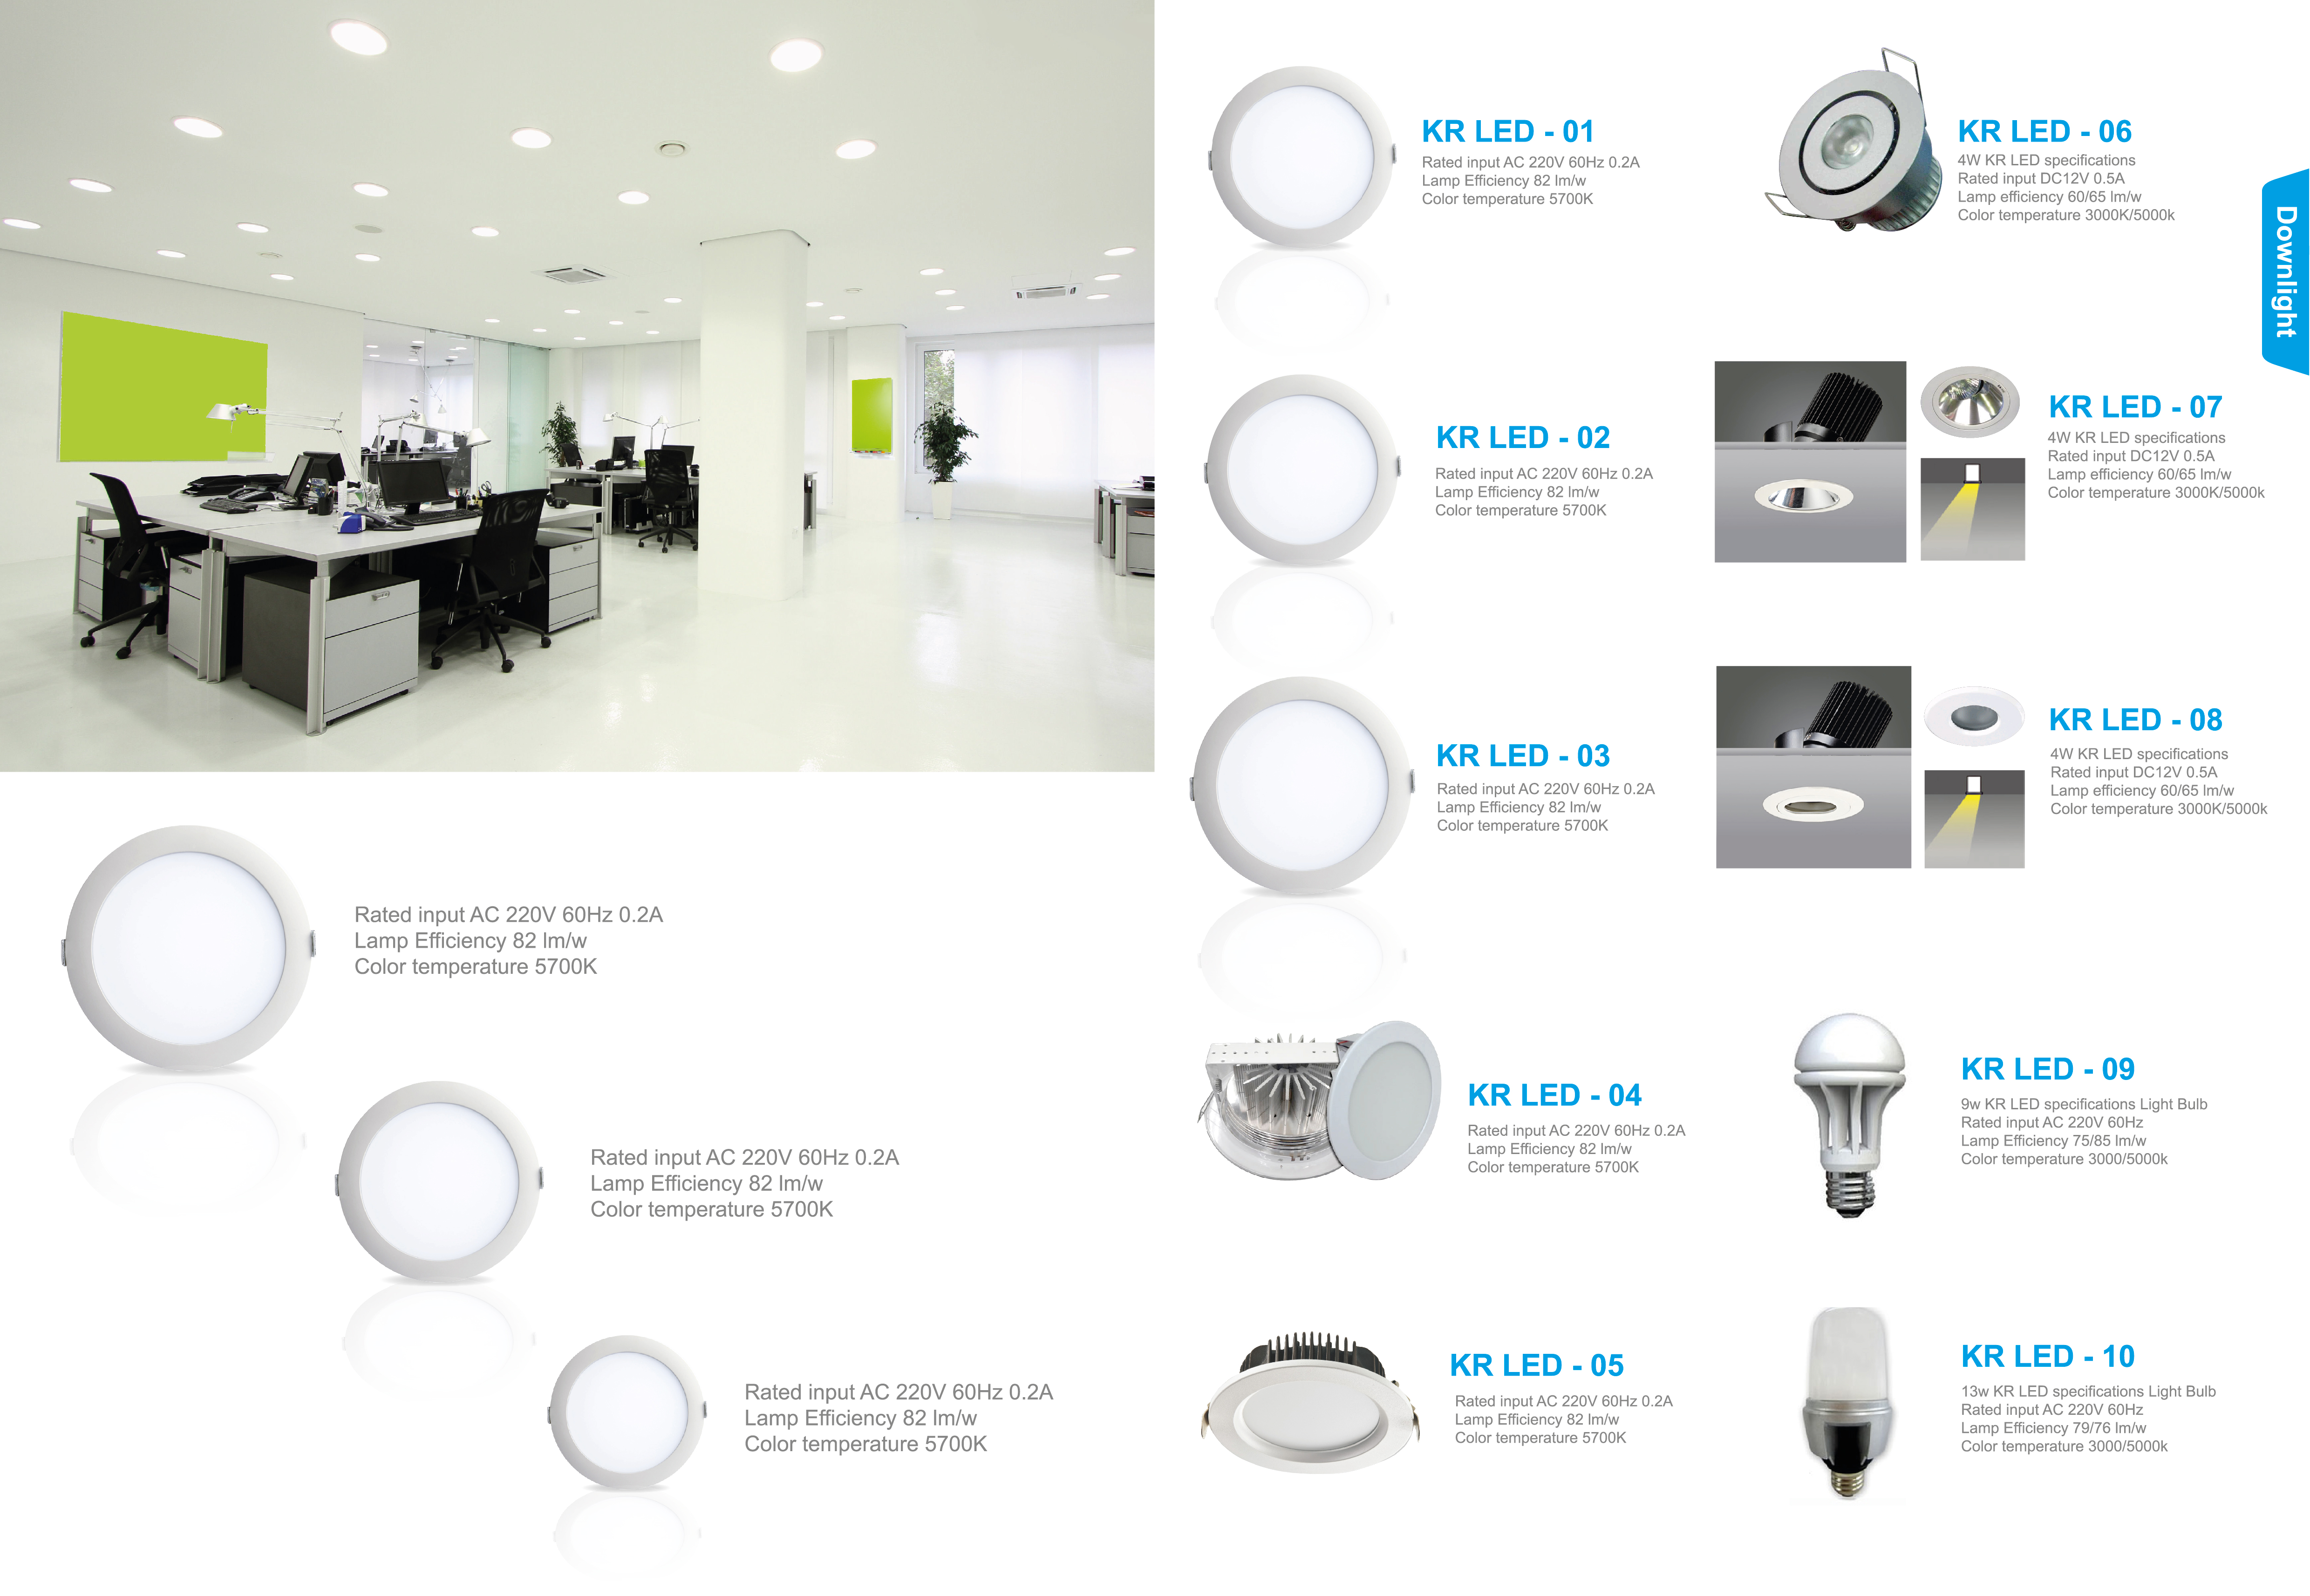 Rated input AC 220V 60Hz 0.2A
Lamp Efficiency 82 lm/w
Color temperature 5700K
Rated input AC 220V 60Hz 0.2A
Lamp Efficiency 82 lm/w
Color temperature 5700K
Rated input AC 220V 60Hz 0.2A
Lamp Efficiency 82 lm/w
Color temperature 5700K
KR LED - 01
Rated input AC 220V 60Hz 0.2A
Lamp Efficiency 82 lm/w
Color temperature 5700K
KR LED - 02
Rated input AC 220V 60Hz 0.2A
Lamp Efficiency 82 lm/w
Color temperature 5700K
KR LED - 03
Rated input AC 220V 60Hz 0.2A
Lamp Efficiency 82 lm/w
Color temperature 5700K
KR LED - 04
Rated input AC 220V 60Hz 0.2A
Lamp Efficiency 82 lm/w
Color temperature 5700K
KR LED - 05
Rated input AC 220V 60Hz 0.2A
Lamp Efficiency 82 lm/w
Color temperature 5700K
KR LED - 06
4W KR LED specifications
Rated input DC12V 0.5A
Lamp efficiency 60/65 lm/w
Color temperature 3000K/5000k
KR LED - 07
4W KR LED specifications
Rated input DC12V 0.5A
Lamp efficiency 60/65 lm/w
Color temperature 3000K/5000k
KR LED - 08
4W KR LED specifications
Rated input DC12V 0.5A
Lamp efficiency 60/65 lm/w
Color temperature 3000K/5000k
KR LED - 09
9w KR LED specifications Light Bulb
Rated input AC 220V 60Hz
Lamp Efficiency 75/85 lm/w
Color temperature 3000/5000k
KR LED - 10
13w KR LED specifications Light Bulb
Rated input AC 220V 60Hz
Lamp Efficiency 79/76 lm/w
Color temperature 3000/5000k
Downlight